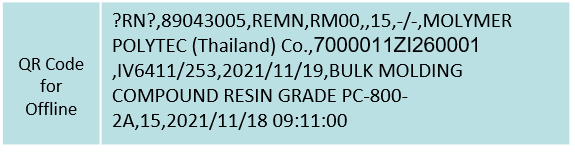 QR Code
for
Offline
?RN?,89043005,REMN,RM00,,15,-/-,MOLYMER
POLYTEC (Thailand) Co.,7000011ZI260001
,IV6411/253,2021/11/19,BULK MOLDING
COMPOUND RESIN GRADE PC-800-
2A,15,2021/11/18 09:11:00